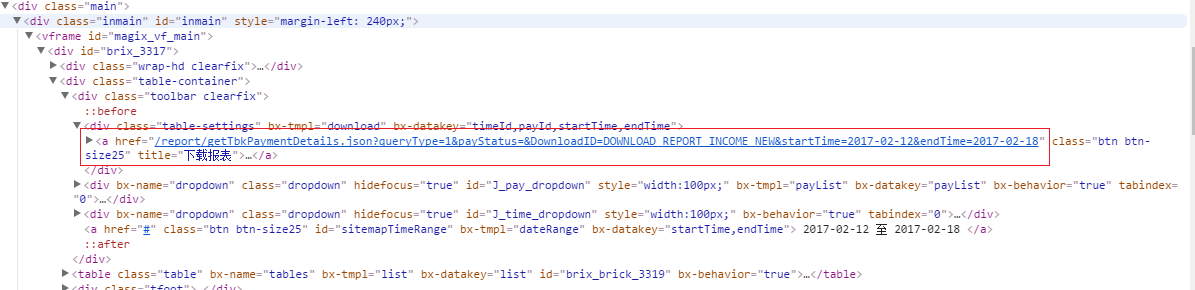 ▼<div class="main">
▼<div class="inmain" id="inmain" style="margin-left: 240px;">
▼<vframe id="magix_vf_main">
▼<div id="brix_3317">
▶<div class="wrap-hd clearfix">…</div>
▼<div class="table-container">
▼<div class="toolbar clearfix">
::before
▼<div class="table-settings" bx-tmpl="download" bx-datakey="timeId,payId,startTime,endTime">
▶<a href="/report/getTbkPaymentDetails.json?queryType=1&payStatus=&DownloadID=DOWNLOAD_REPORT_INCOME_NEW&startTime=2017-02-12&endTime=2017-02-18" class="btn btn-
size25" title="下载报表">…</a>
</div>
▶<div bx-name="dropdown" class="dropdown" hidefocus="true" id="J_pay_dropdown" style="width:100px;" bx-tmpl="payList" bx-datakey="payList" bx-behavior="true" tabindex=
"0">…</div>
▶<div bx-name="dropdown" class="dropdown" hidefocus="true" id="J_time_dropdown" style="width:100px;" bx-behavior="true" tabindex="0">…</div>
<a href="#" class="btn btn-size25" id="sitemapTimeRange" bx-tmpl="dateRange" bx-datakey="startTime,endTime"> 2017-02-12 至 2017-02-18 </a>
::after
</div>
▶<table class="table" bx-name="tables" bx-tmpl="list" bx-datakey="list" id="brix_brick_3319" bx-behavior="true">…</table>
▶<div class="tfoot">…</div>